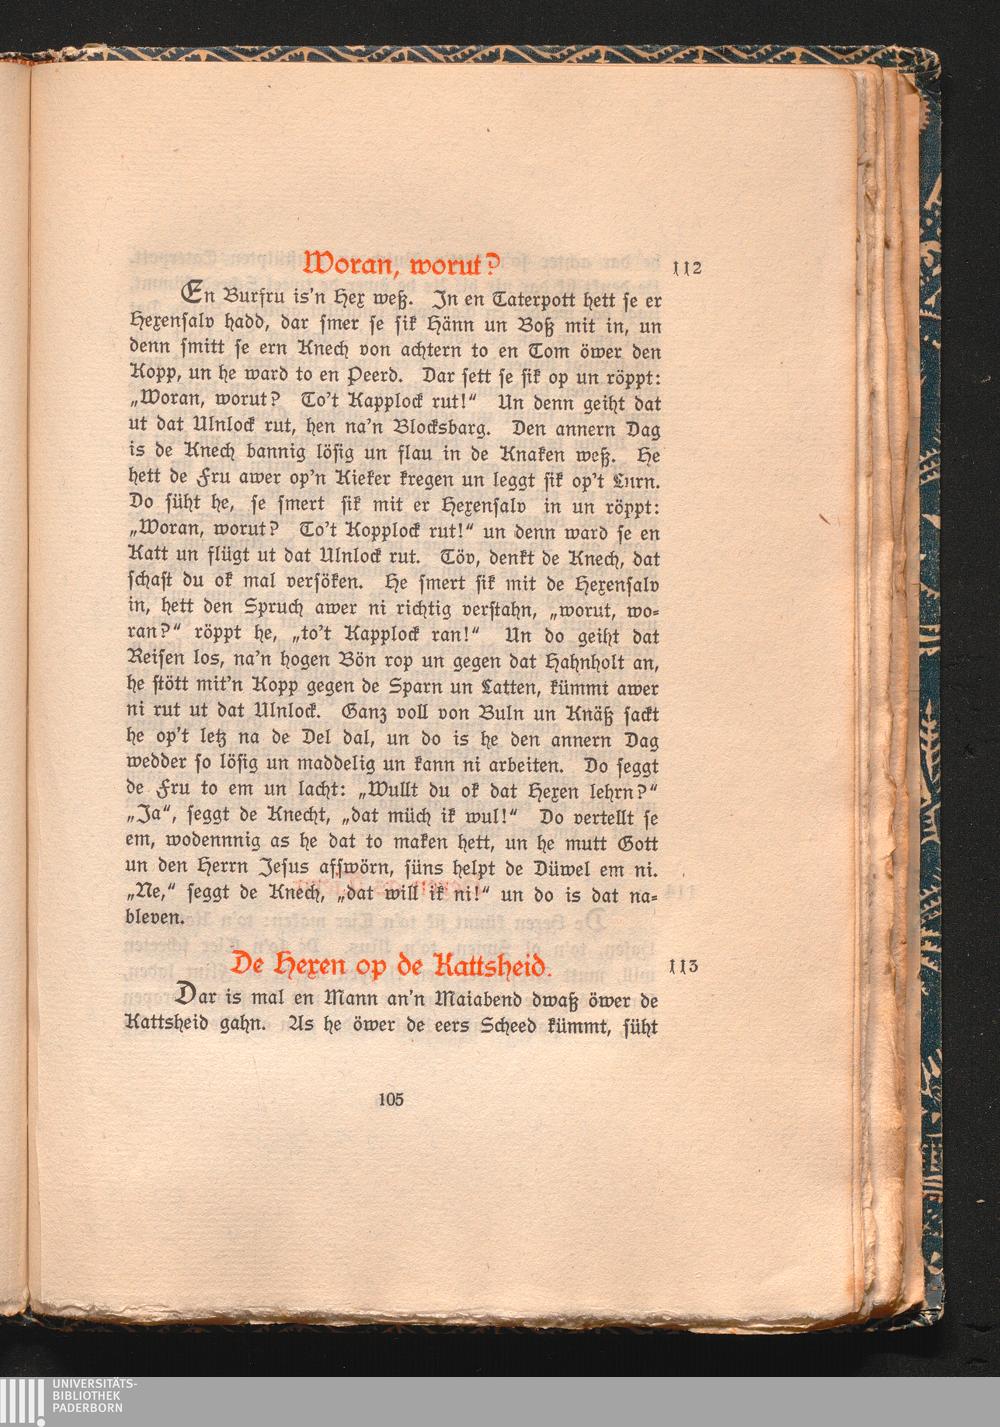 Woran, worut? 112
En Burfru is'n Hex weß. In en Taterpott hett se er
Hexensalv hadd, dar smer se sik Hänn un Boß mit in, un
denn smitt se ern Knech von achtern to en Tom öwer den
Kopp, un he ward to en Peerd. Dar sett se sik op un röppt:
„Woran, worut? To't Kapplock rut!“ Un denn geiht dat
ut dat Ulnlock rut, hen na'n Blocksbarg. Den annern Dag
is de Knech bannig lösig un flau in de Knaken weß. He
hett de Fru awer op'n Kieker kregen un leggt sik op't Lurn.
Do süht he, se smert sik mit er Hexensalv in un röppt:
„Woran, worut? To't Kopplock rut!“ un denn ward se en
Katt un flügt ut dat Ulnlock rut. Töv, denkt de Knech, dat
schast du ok mal versöken. He smert sik mit de Hexensalv
in, hett den Spruch awer ni richtig verstahn, „worut, wo-
ran?“ röppt he, „to't Kapplock ran!“ Un do geiht dat
Reisen los, na'n hogen Bön rop un gegen dat Hahnholt an,
he stött mit'n Kopp gegen de Sparn un Latten, kümmt awer
ni rut ut dat Ulnlock. Ganz voll von Buln un Knäß sackt
he op't letz na de Del dal, un do is he den annern Dag
wedder so lösig un maddelig un kann ni arbeiten. Do seggt
de Fru to em un lacht: „Wullt du ok dat Hexen lehrn?“
„Ja“, seggt de Knecht, „dat müch ik wul!“ Do vertellt se
em, wodennnig as he dat to maken hett, un he mutt Gott
un den Herrn Jesus afswörn, süns helpt de Düwel em ni.
„Ne,“ seggt de Knech, „dat will ik ni!“ un do is dat na-
bleven.
De Hexen op de Kattsheid. 113
Dar is mal en Mann an'n Maiabend dwaß öwer de
Kattsheid gahn. As he öwer de eers Scheed kümmt, süht
105
UNIVERSITÄTS-
BIBLIOTHEK
PADERBORN